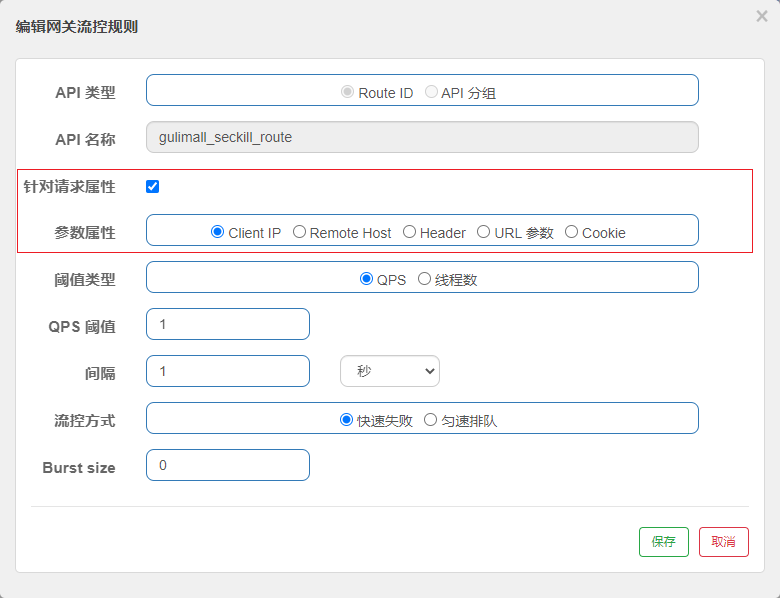 编辑网关流控规则 ×
API 类型 Route ID API 分组
API 名称 gulimall_seckill_route
针对请求属性
参数属性 Client IP Remote Host Header URL 参数 Cookie
阈值类型 QPS 线程数
QPS 阈值 1
间隔 1 秒
流控方式 快速失败 匀速排队
Burst size 0
保存 取消